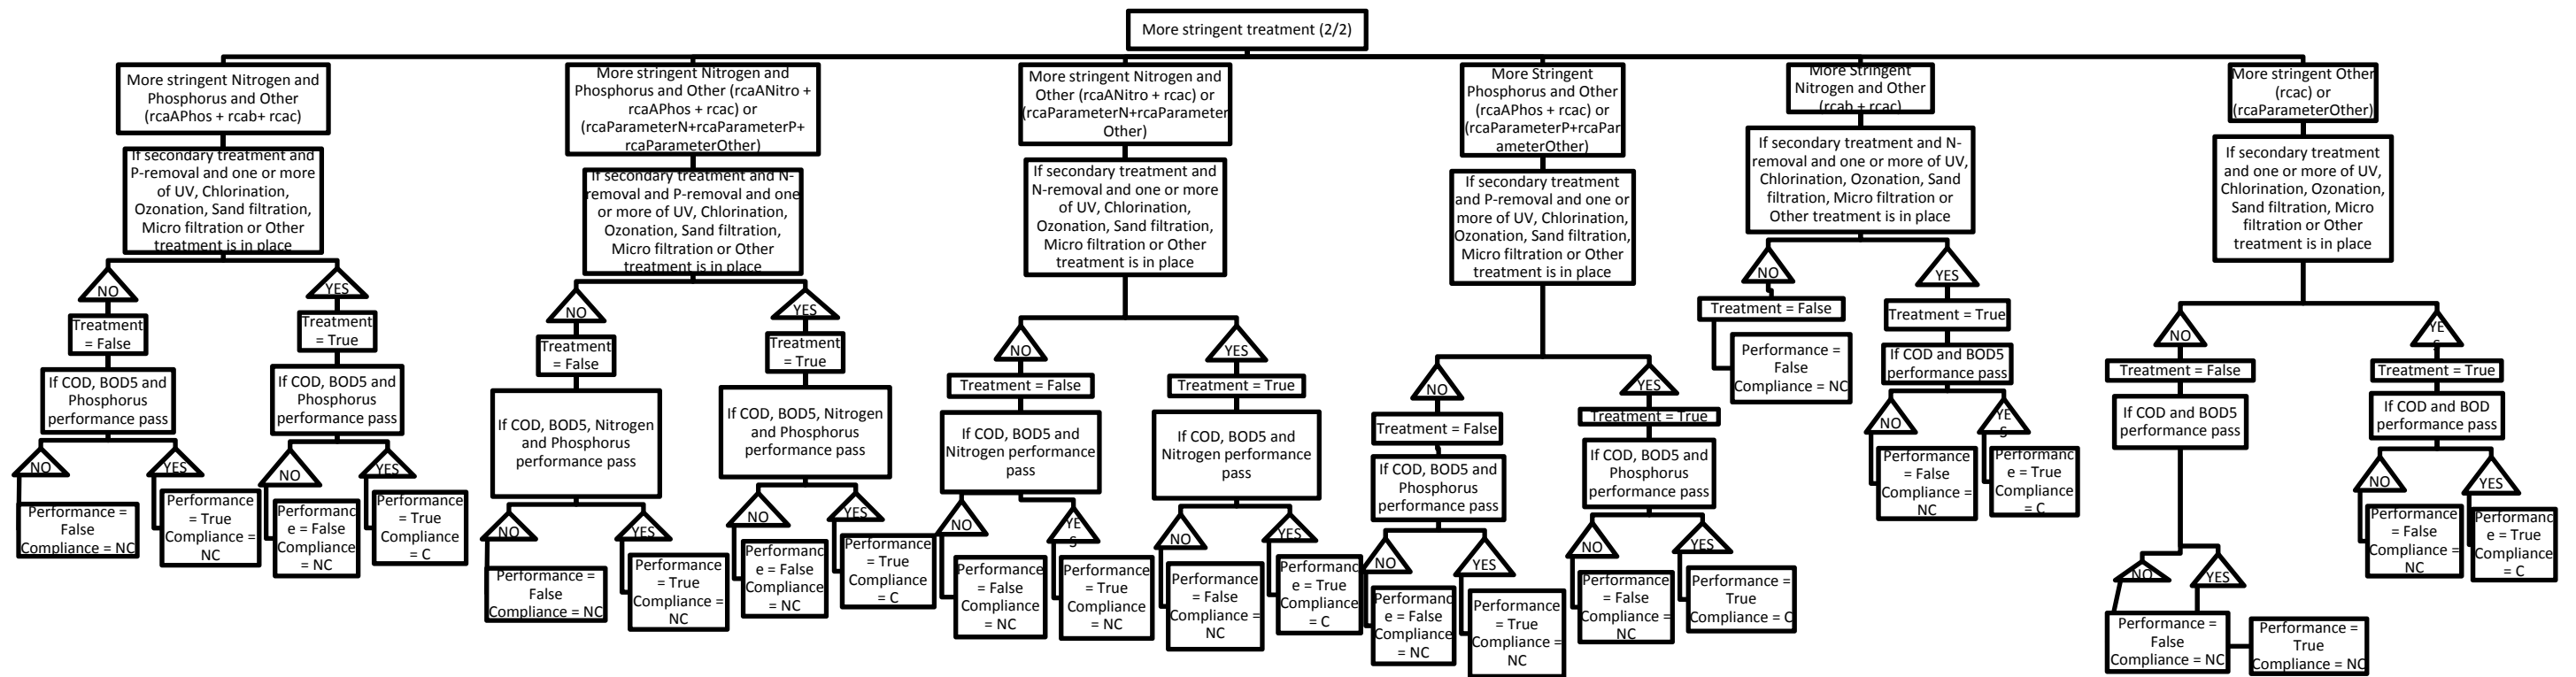 More stringent treatment (2/2)
More stringent Nitrogen and
Phosphorus and Other
(rcaAPhos + rcab+ rcac)
If secondary treatment and
P-removal and one or more
of UV, Chlorination,
Ozonation, Sand filtration,
Micro filtration or Other
treatment is in place
NO
Treatment
= False
If COD, BOD5 and
Phosphorus
performance pass
NO
Performance =
False
Compliance = NC
YES
Performance
= True
Compliance =
NC
YES
Treatment
= True
If COD, BOD5 and
Phosphorus
performance pass
NO
Performanc
e = False
Compliance
= NC
YES
Performance
= True
Compliance
= C
More stringent Nitrogen and
Phosphorus and Other (rcaANitro +
rcaAPhos + rcac) or
(rcaParameterN+rcaParameterP+
rcaParameterOther)
If secondary treatment and N-
removal and P-removal and one
or more of UV, Chlorination,
Ozonation, Sand filtration,
Micro filtration or Other
treatment is in place
NO
Treatment
= False
If COD, BOD5, Nitrogen
and Phosphorus
performance pass
NO
Performance =
False
Compliance = NC
YES
Performance
= True
Compliance =
NC
YES
Treatment
= True
If COD, BOD5, Nitrogen
and Phosphorus
performance pass
NO
Performanc
e = False
Compliance
= NC
YES
Performance
= True
Compliance
= C
More stringent Nitrogen and
Other (rcaANitro + rcac) or
(rcaParameterN+rcaParameter
Other)
If secondary treatment and
N-removal and one or more
of UV, Chlorination,
Ozonation, Sand filtration,
Micro filtration or Other
treatment is in place
NO
Treatment = False
If COD, BOD5 and
Nitrogen performance
pass
NO
Performance
= False
Compliance
= NC
YE
S
Performance
= True
Compliance
= NC
YES
Treatment = True
If COD, BOD5 and
Nitrogen performance
pass
NO
Performance
= False
Compliance =
NC
YES
Performanc
e = True
Compliance
= C
More Stringent
Phosphorus and Other
(rcaAPhos + rcac) or
(rcaParameterP+rcaPar
ameterOther)
If secondary treatment
and P-removal and one or
more of UV, Chlorination,
Ozonation, Sand filtration,
Micro filtration or Other
treatment is in place
NO
Treatment = False
If COD, BOD5 and
Phosphorus
performance pass
NO
Performanc
e = False
Compliance
= NC
YES
Performance
= True
Compliance =
NC
YES
Treatment = True
If COD, BOD5 and
Phosphorus
performance pass
NO
Performance
= False
Compliance =
NC
YES
Performance =
True
Compliance = C
More Stringent
Nitrogen and Other
(rcab + rcac)
If secondary treatment and N-
removal and one or more of UV,
Chlorination, Ozonation, Sand
filtration, Micro filtration or
Other treatment is in place
NO
Treatment = False
Performance =
False
Compliance = NC
YES
Treatment = True
If COD and BOD5
performance pass
NO
Performance
= False
Compliance =
NC
YE
S
Performanc
e = True
Compliance
= C
More stringent Other
(rcac) or
(rcaParameterOther)
If secondary treatment
and one or more of UV,
Chlorination, Ozonation,
Sand filtration, Micro
filtration or Other
treatment is in place
NO
Treatment = False
If COD and BOD5
performance pass
NO
Performance =
False
Compliance = NC
YES
Performance =
True
Compliance = NC
YE
S
Treatment = True
If COD and BOD
performance pass
NO
Performance
= False
Compliance =
NC
YES
Performanc
e = True
Compliance
= C